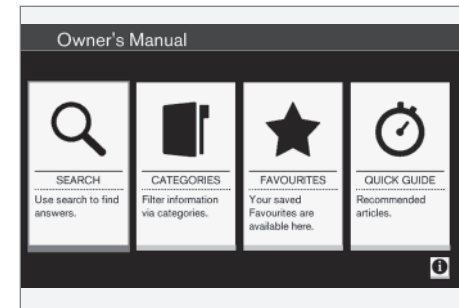 Owner's Manual
SEARCH
Use search to find
answers.
CATEGORIES
Filter information
via categories.
FAVOURITES
Your saved
Favourites are
available here.
QUICK GUIDE
Recommended
articles.
i